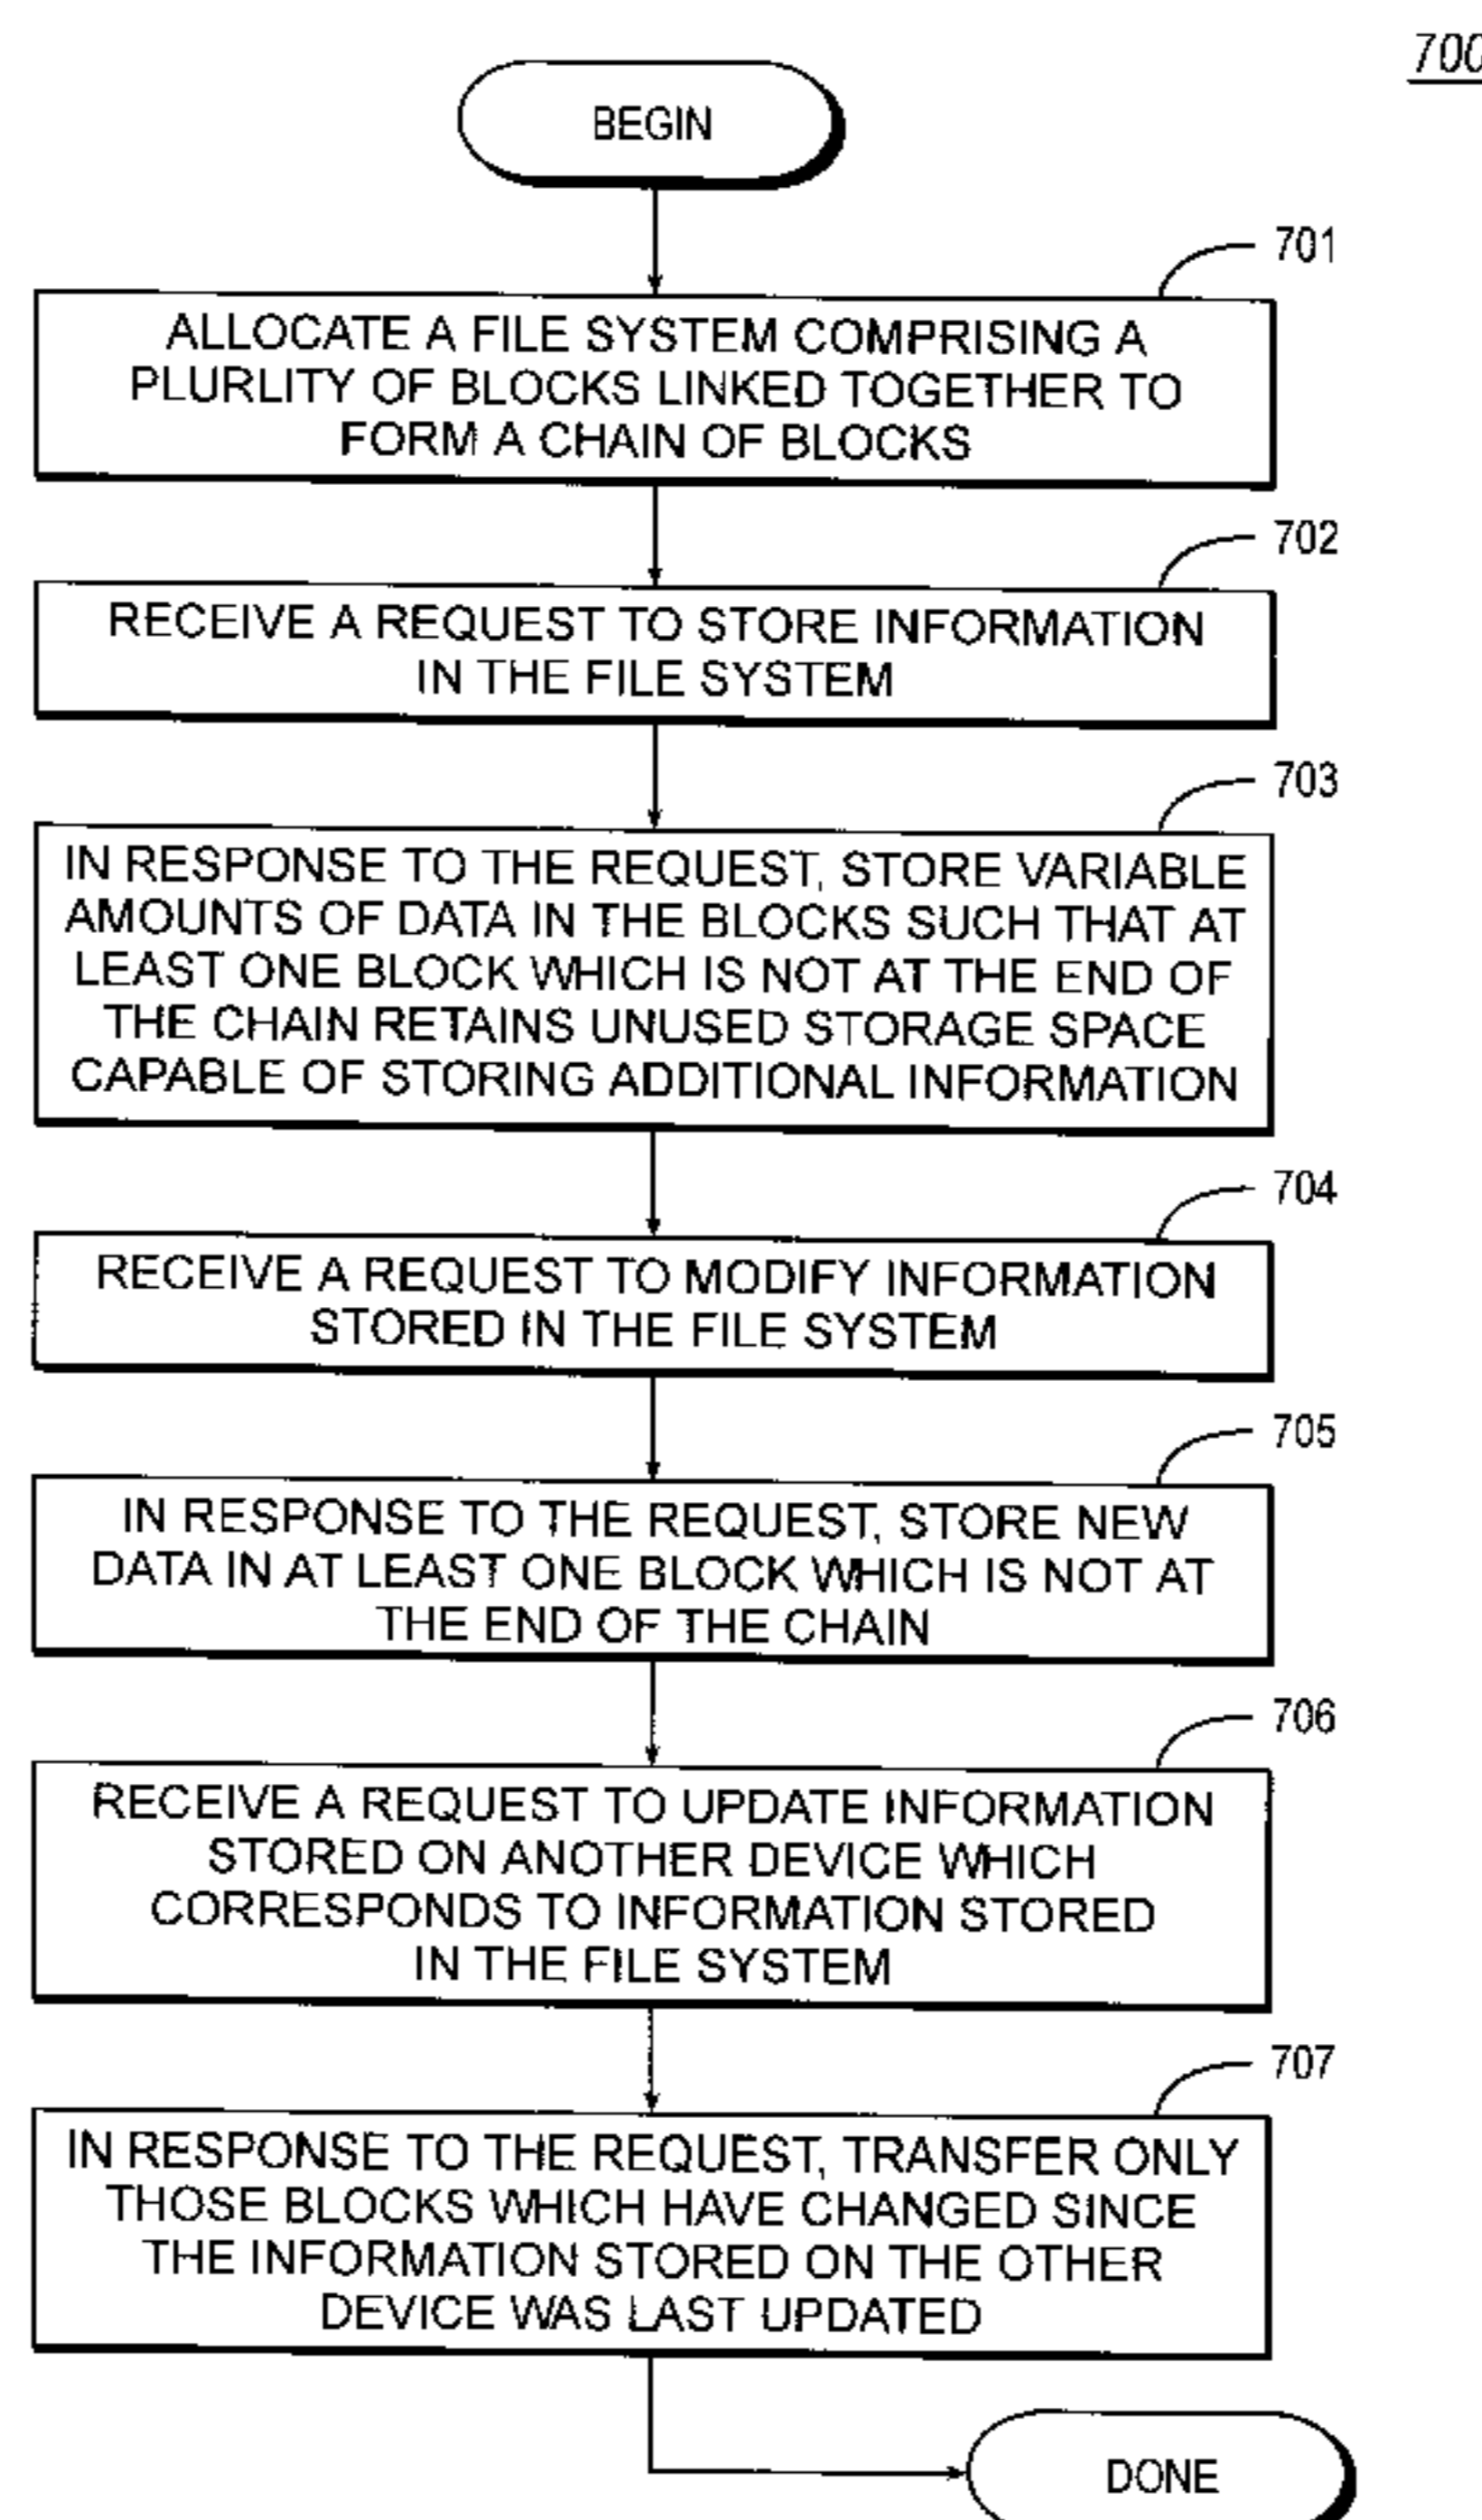 700
BEGIN
701
ALLOCATE A FILE SYSTEM COMPRISING A
PLURLITY OF BLOCKS LINKED TOGETHER TO
FORM A CHAIN OF BLOCKS
702
RECEIVE A REQUEST TO STORE INFORMATION
IN THE FILE SYSTEM
703
IN RESPONSE TO THE REQUEST, STORE VARIABLE
AMOUNTS OF DATA IN THE BLOCKS SUCH THAT AT
LEAST ONE BLOCK WHICH IS NOT AT THE END OF
THE CHAIN RETAINS UNUSED STORAGE SPACE
CAPABLE OF STORING ADDITIONAL INFORMATION
704
RECEIVE A REQUEST TO MODIFY INFORMATION
STORED IN THE FILE SYSTEM
705
IN RESPONSE TO THE REQUEST, STORE NEW
DATA IN AT LEAST ONE BLOCK WHICH IS NOT AT
THE END OF THE CHAIN
706
RECEIVE A REQUEST TO UPDATE INFORMATION
STORED ON ANOTHER DEVICE WHICH
CORRESPONDS TO INFORMATION STORED
IN THE FILE SYSTEM
707
IN RESPONSE TO THE REQUEST, TRANSFER ONLY
THOSE BLOCKS WHICH HAVE CHANGED SINCE
THE INFORMATION STORED ON THE OTHER
DEVICE WAS LAST UPDATED
DONE